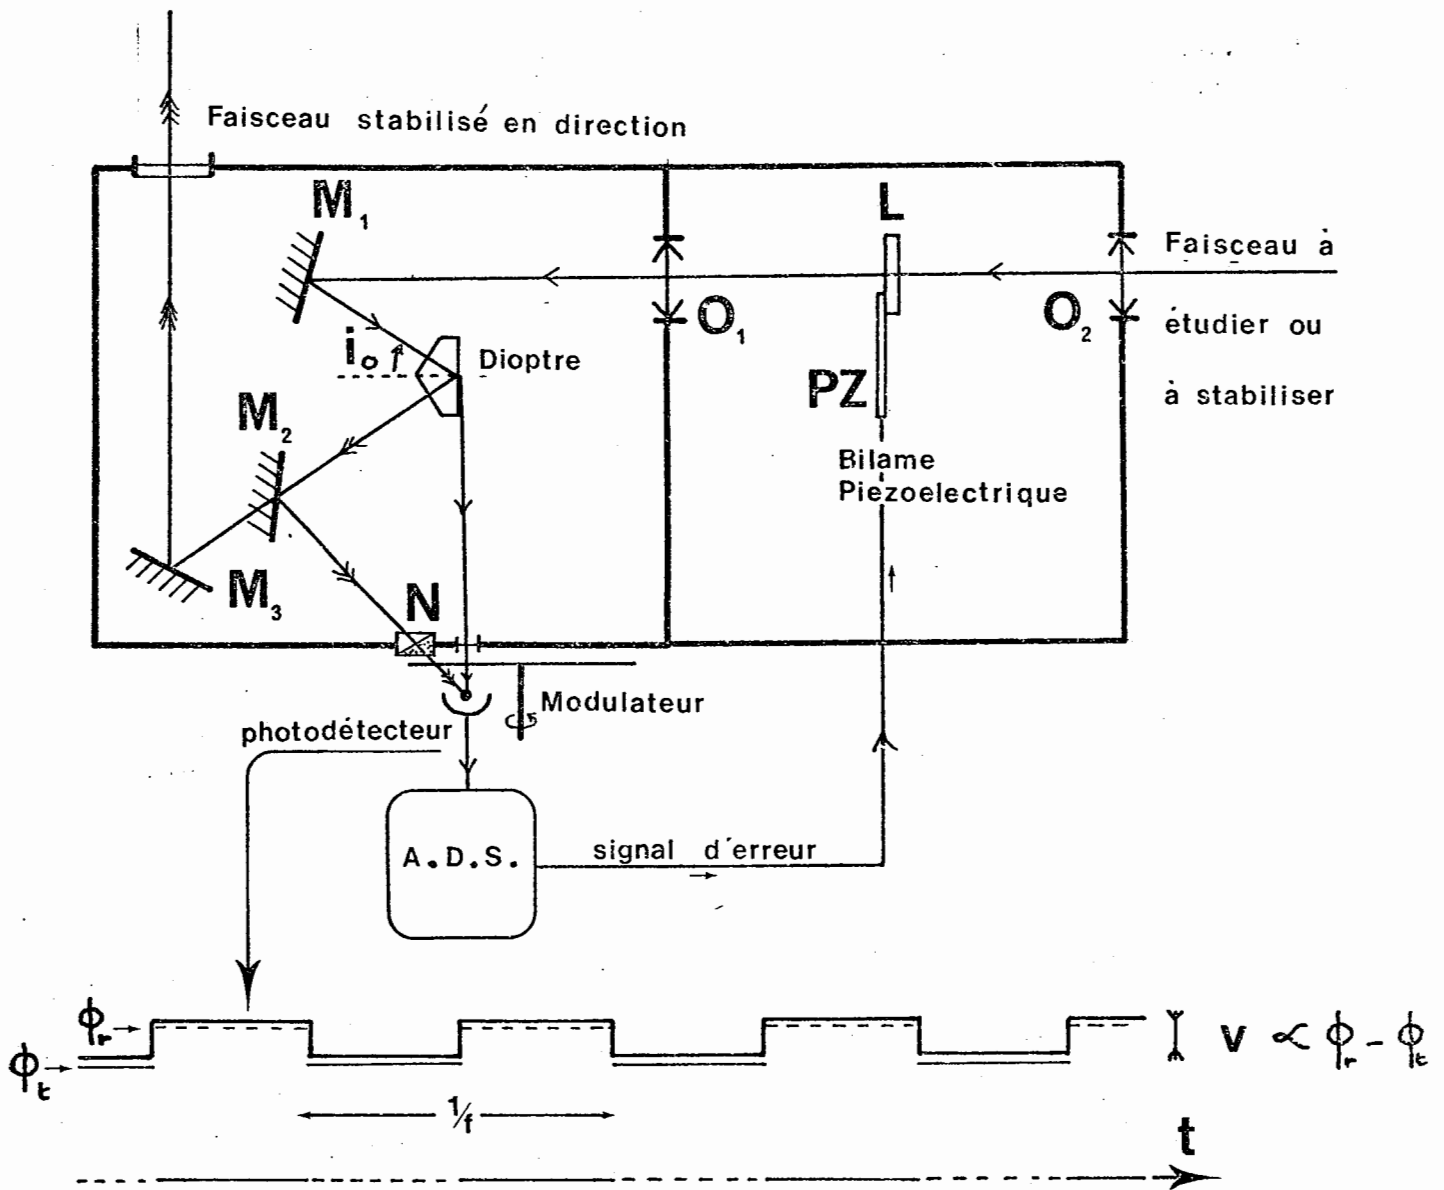 Faisceau stabilisé en direction
M₁
L
Faisceau à
O₁
O₂
étudier ou
i₀
Dioptre
PZ
à stabiliser
M₂
Bilame
Piezoelectrique
M₃
N
Modulateur
photodétecteur
A.D.S.
signal d'erreur
ϕr
ϕt
V ∝ ϕr - ϕt
1/f
t